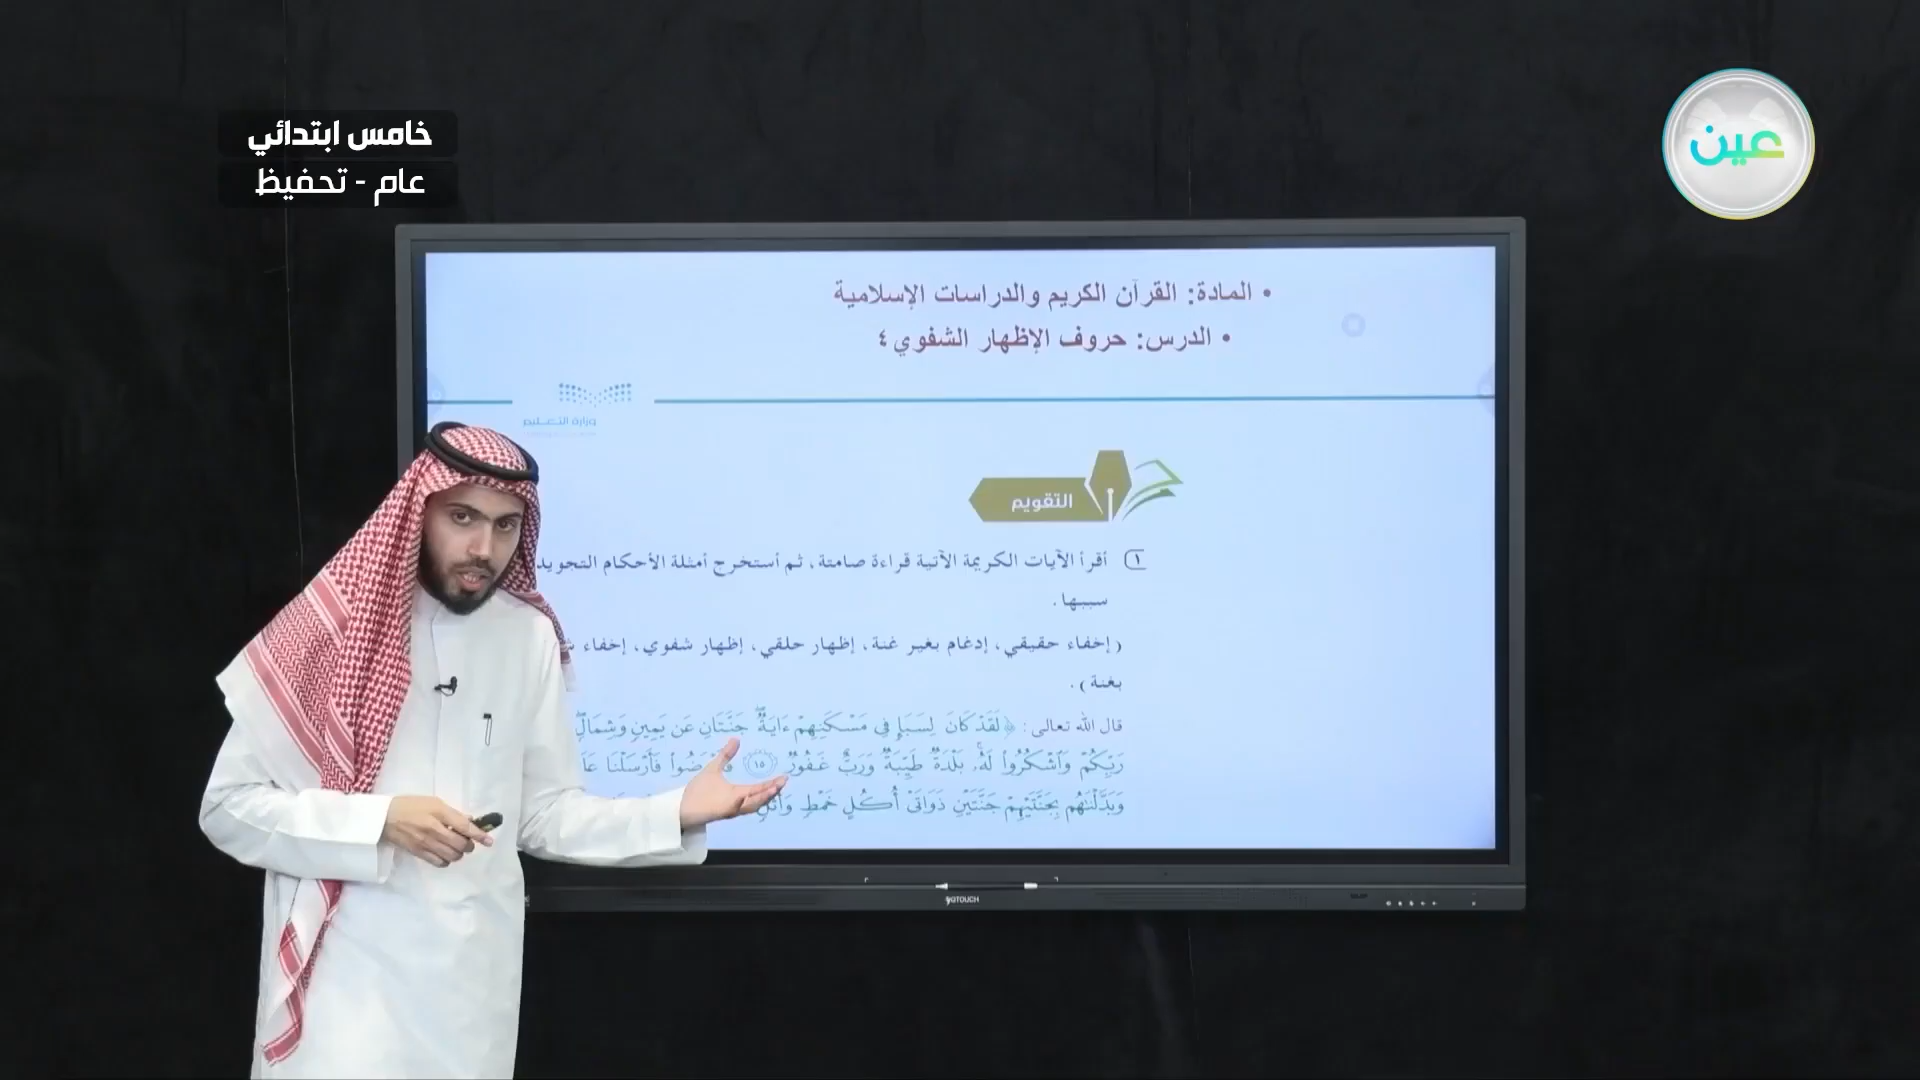 خامس ابتدائي
عام - تحفيظ
عين
• المادة: القرآن الكريم والدراسات الإسلامية
• الدرس: حروف الإظهار الشفوي ٤
وزارة التعليم
التقويم
١ أقرأ الآيات الكريمة الآتية قراءة صامتة، ثم أستخرج أمثلة الأحكام التجويد
سببها.
(إخفاء حقيقي، إدغام بغير غنة، إظهار حلقي، إظهار شفوي، إخفاء
بغنة).
قال الله تعالى: ﴿لَقَدْ كَانَ لِسَبَإٍ فِي مَسْكَنِهِمْ ءَايَةٌ جَنَّتَانِ عَن يَمِينٍ وَشِمَالٍ
رَبِّكُمْ وَٱشْكُرُوا۟ لَهُۥ بَلْدَةٌ طَيِّبَةٌ وَرَبٌّ غَفُورٌ ١٥ فَأَرْسَلْنَا
وَبَدَّلْنَٰهُم بِجَنَّتَيْهِمْ جَنَّتَيْنِ ذَوَاتَىْ أُكُلٍ خَمْطٍ وَأَثْلٍ
IQTOUCH